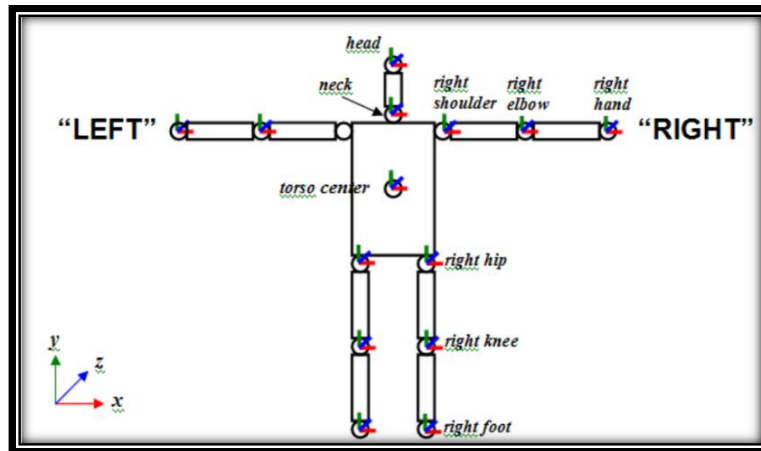 head
neck
right
shoulder
right
elbow
right
hand
“LEFT”
“RIGHT”
torso center
right hip
right knee
right foot
y
z
x